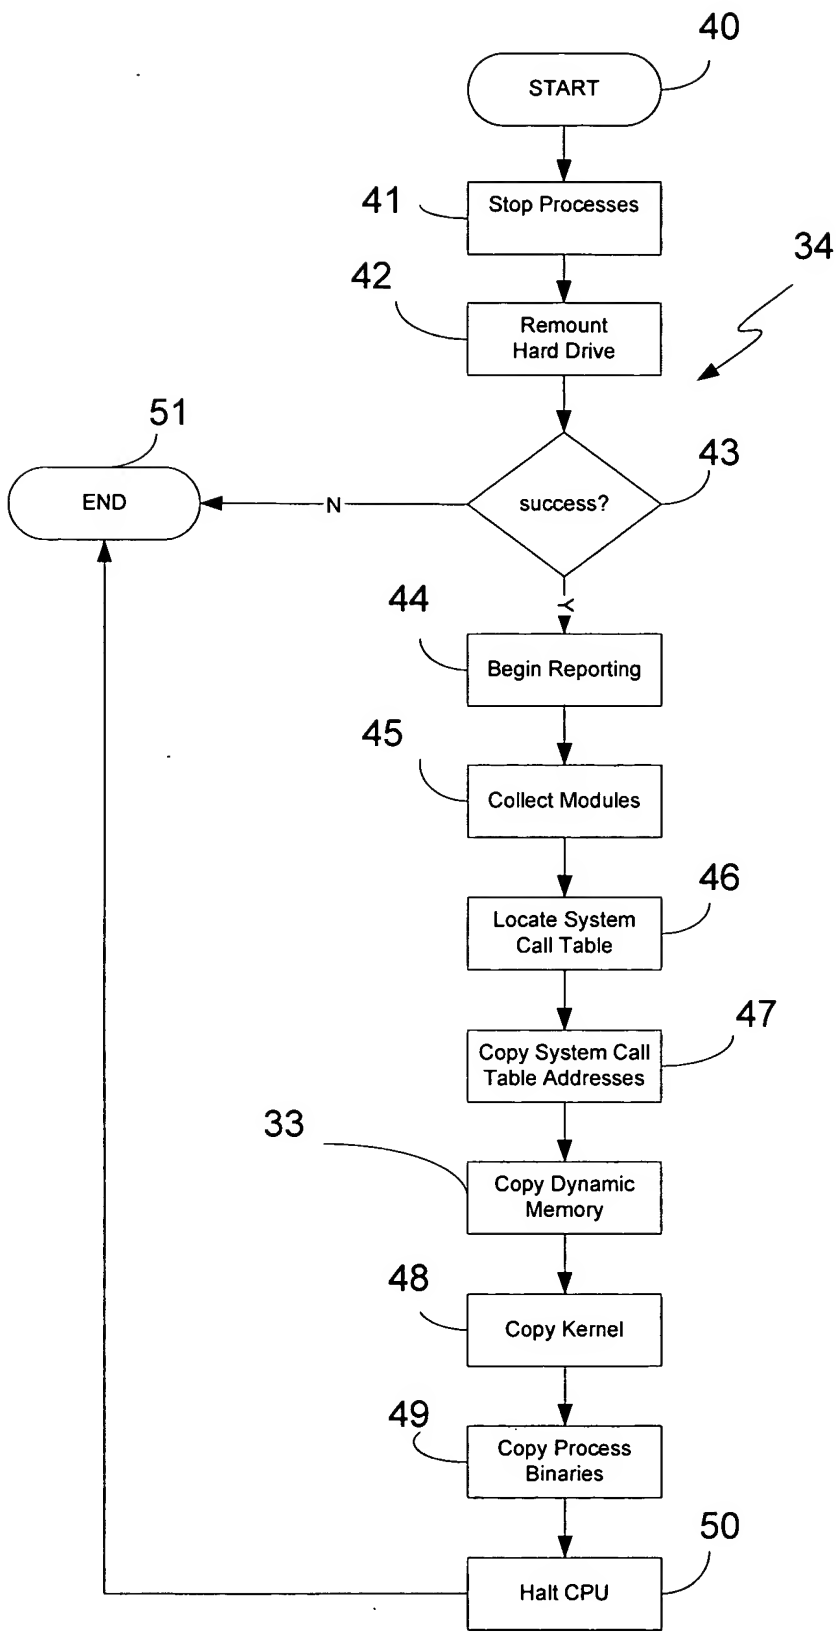 40
START
41
Stop Processes
34
42
Remount
Hard Drive
51
43
END
N
success?
Y
44
Begin Reporting
45
Collect Modules
46
Locate System
Call Table
47
Copy System Call
Table Addresses
33
Copy Dynamic
Memory
48
Copy Kernel
49
Copy Process
Binaries
50
Halt CPU